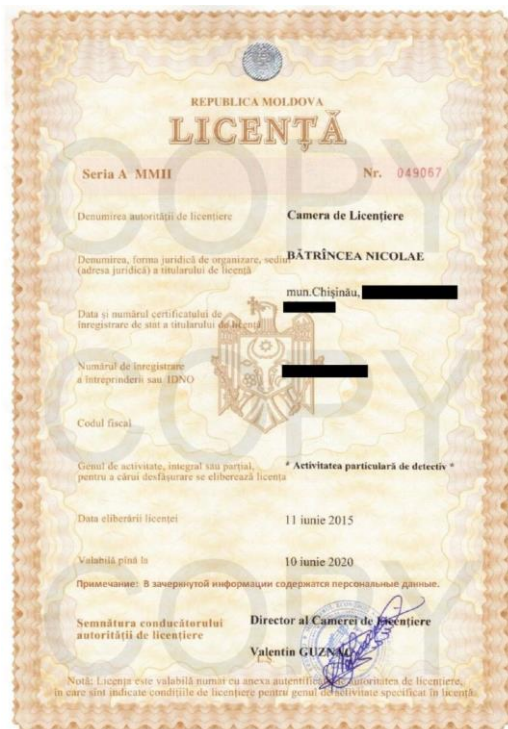 REPUBLICA MOLDOVA
LICENȚĂ
Seria A MMII Nr. 049067
Denumirea autorității de licențiere Camera de Licențiere
Denumirea, forma juridică de organizare, sediul BĂTRÎNCEA NICOLAE
(adresa juridică) a titularului de licență
mun.Chișinău,
Data și numărul certificatului de
înregistrare de stat a titularului de licență
Numărul de înregistrare
a întreprinderii sau IDNO
Codul fiscal
Genul de activitate, integral sau parțial, * Activitatea particulară de detectiv *
pentru a cărui desfășurare se eliberează licența
Data eliberării licenței 11 iunie 2015
Valabilă pînă la 10 iunie 2020
Примечание: В зачеркнутой информации содержатся персональные данные.
Semnătura conducătorului Director al Camerei de Licențiere
autorității de licențiere
Valentin GUZNAC
L.Ș
Notă: Licența este valabilă numai cu anexa autentificată de autoritatea de licențiere,
în care sînt indicate condițiile de licențiere pentru genul de activitate specificat în licență.
COPY
COPY
COPY